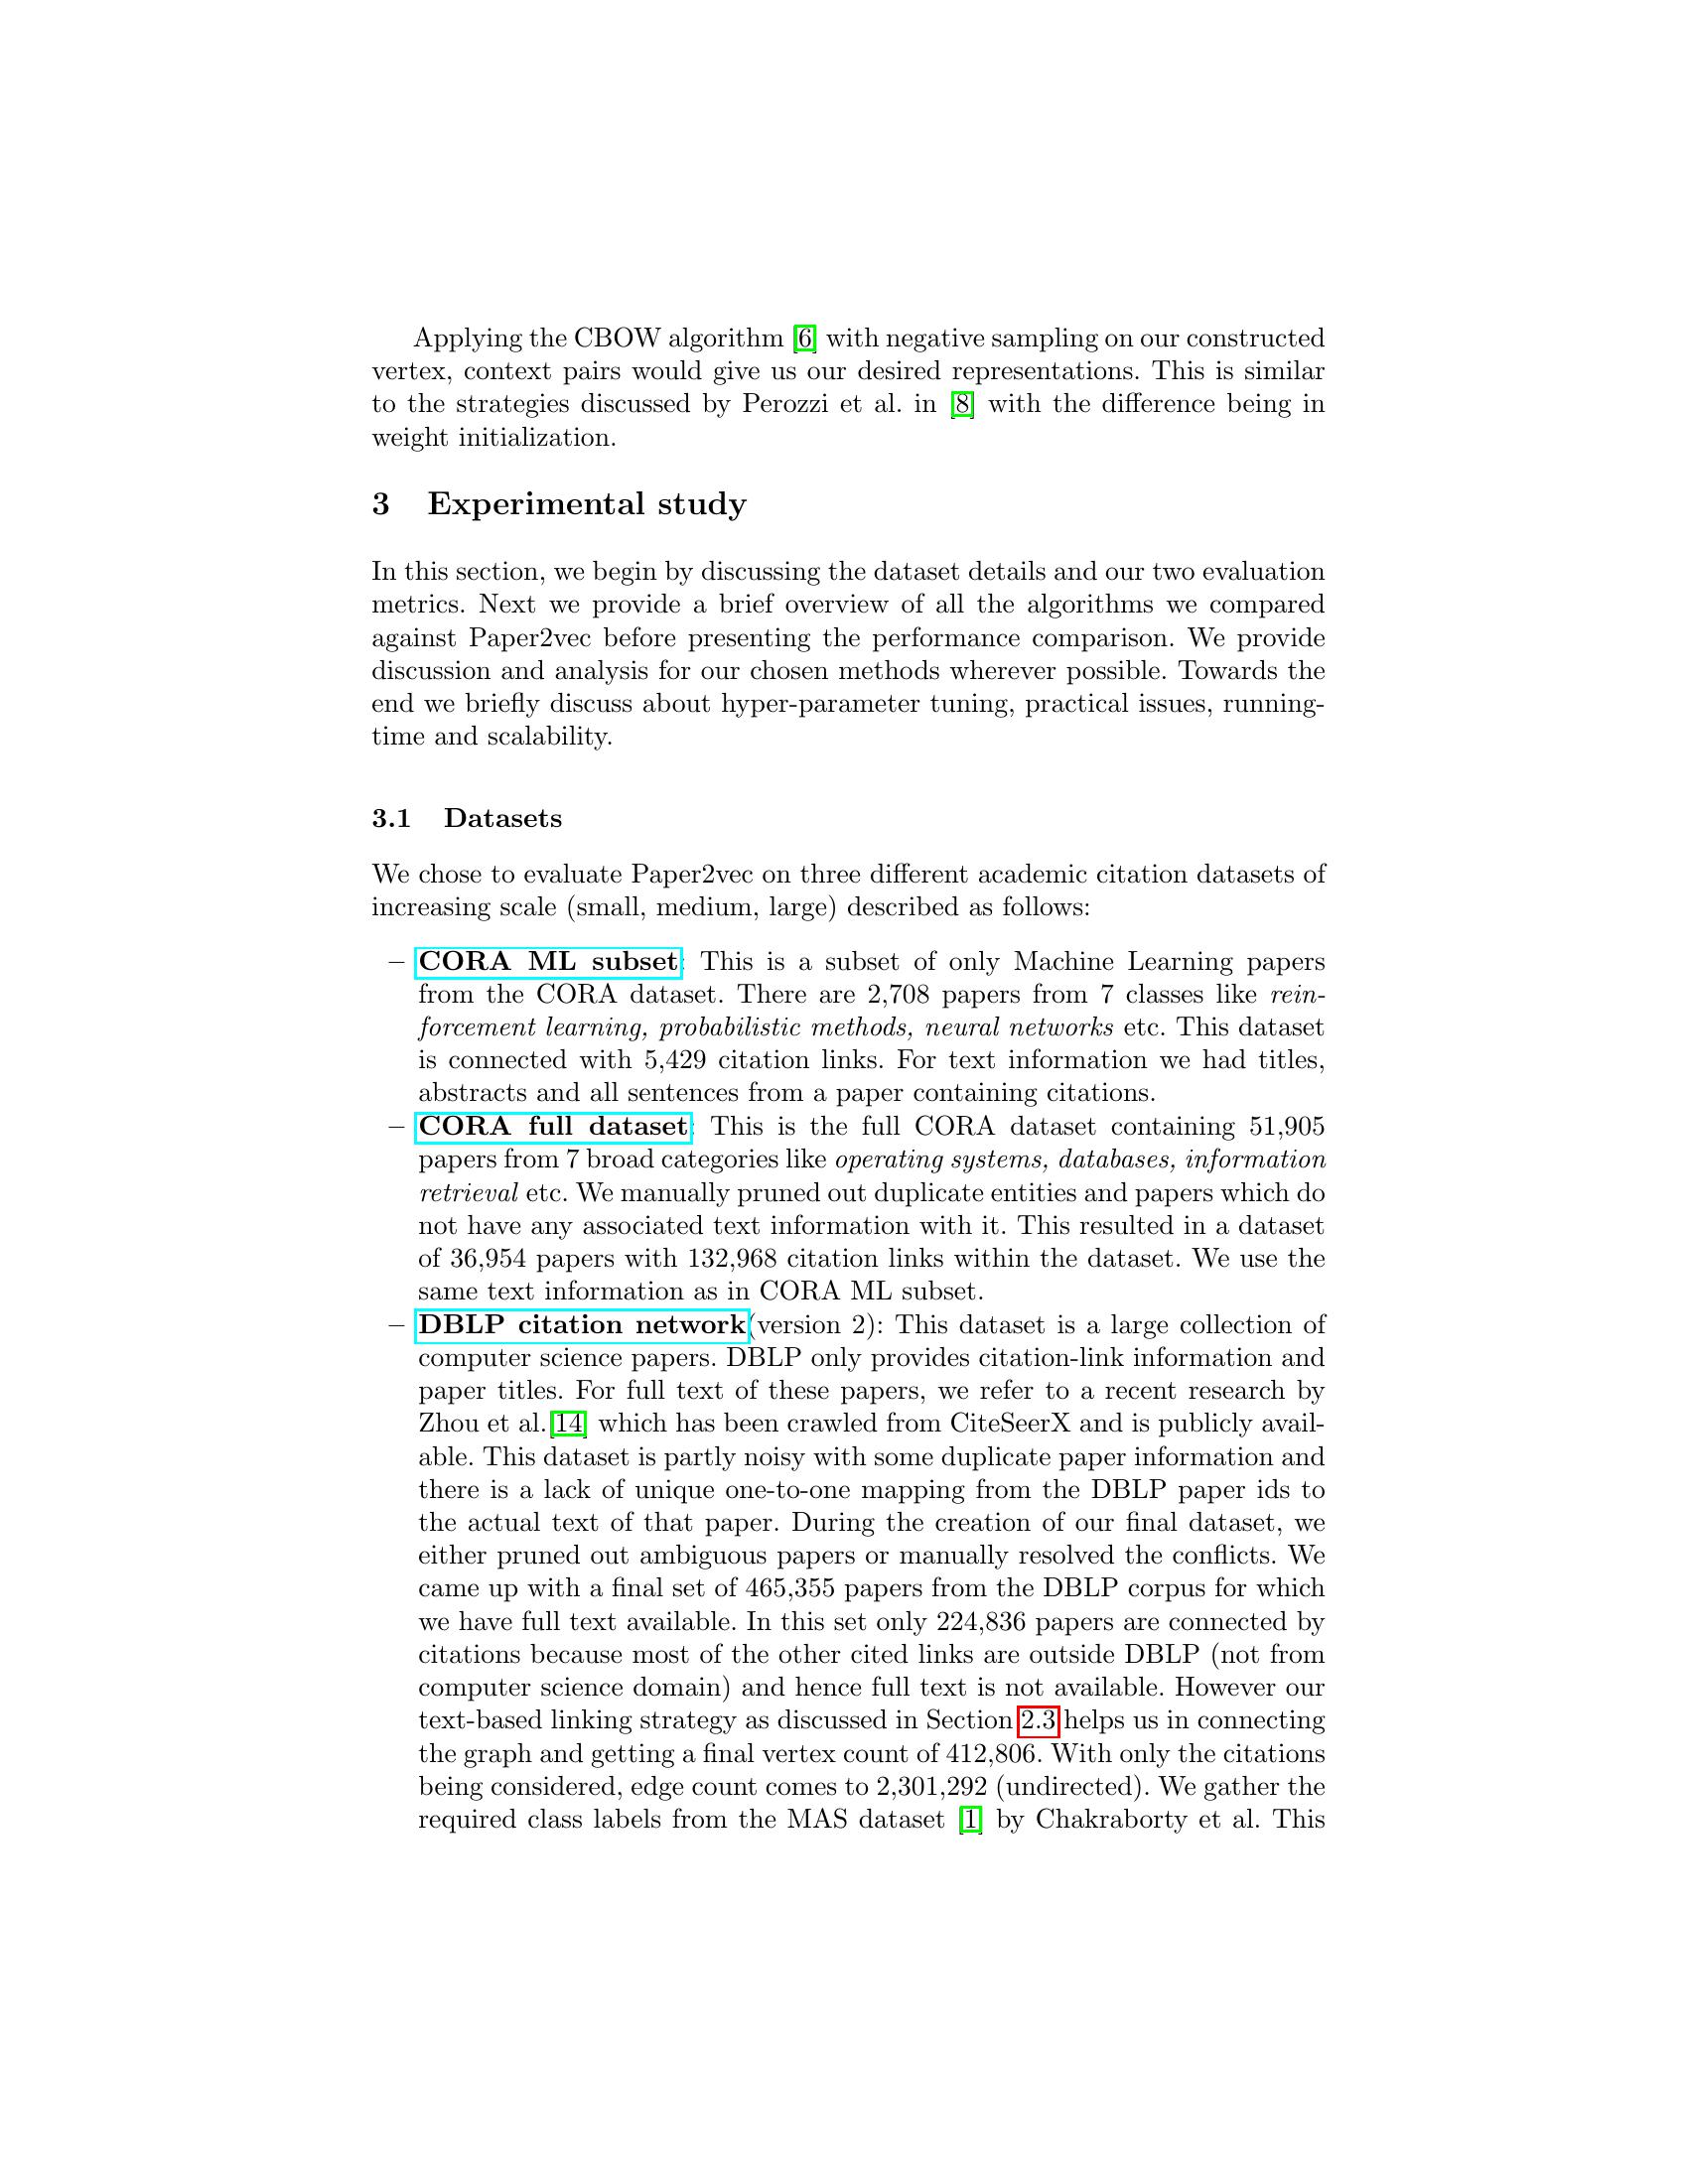 Applying the CBOW algorithm [6] with negative sampling on our constructed
vertex, context pairs would give us our desired representations. This is similar
to the strategies discussed by Perozzi et al. in [8] with the difference being in
weight initialization.
3 Experimental study
In this section, we begin by discussing the dataset details and our two evaluation
metrics. Next we provide a brief overview of all the algorithms we compared
against Paper2vec before presenting the performance comparison. We provide
discussion and analysis for our chosen methods wherever possible. Towards the
end we briefly discuss about hyper-parameter tuning, practical issues, running-
time and scalability.
3.1 Datasets
We chose to evaluate Paper2vec on three different academic citation datasets of
increasing scale (small, medium, large) described as follows:
– CORA ML subset: This is a subset of only Machine Learning papers
from the CORA dataset. There are 2,708 papers from 7 classes like rein-
forcement learning, probabilistic methods, neural networks etc. This dataset
is connected with 5,429 citation links. For text information we had titles,
abstracts and all sentences from a paper containing citations.
– CORA full dataset: This is the full CORA dataset containing 51,905
papers from 7 broad categories like operating systems, databases, information
retrieval etc. We manually pruned out duplicate entities and papers which do
not have any associated text information with it. This resulted in a dataset
of 36,954 papers with 132,968 citation links within the dataset. We use the
same text information as in CORA ML subset.
– DBLP citation network(version 2): This dataset is a large collection of
computer science papers. DBLP only provides citation-link information and
paper titles. For full text of these papers, we refer to a recent research by
Zhou et al.[14] which has been crawled from CiteSeerX and is publicly avail-
able. This dataset is partly noisy with some duplicate paper information and
there is a lack of unique one-to-one mapping from the DBLP paper ids to
the actual text of that paper. During the creation of our final dataset, we
either pruned out ambiguous papers or manually resolved the conflicts. We
came up with a final set of 465,355 papers from the DBLP corpus for which
we have full text available. In this set only 224,836 papers are connected by
citations because most of the other cited links are outside DBLP (not from
computer science domain) and hence full text is not available. However our
text-based linking strategy as discussed in Section 2.3 helps us in connecting
the graph and getting a final vertex count of 412,806. With only the citations
being considered, edge count comes to 2,301,292 (undirected). We gather the
required class labels from the MAS dataset [1] by Chakraborty et al. This